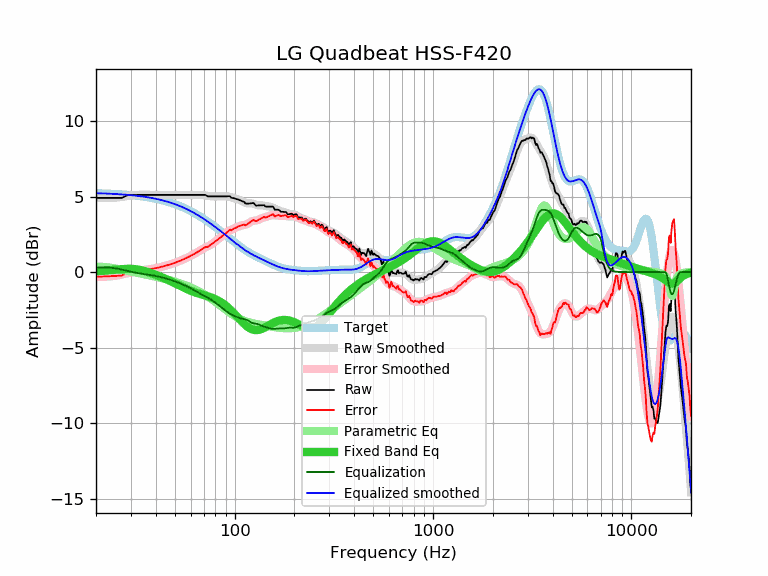 LG Quadbeat HSS-F420
Amplitude (dBr)
10
5
0
−5
−10
−15
Target
Raw Smoothed
Error Smoothed
Raw
Error
Parametric Eq
Fixed Band Eq
Equalization
Equalized smoothed
100
1000
10000
Frequency (Hz)